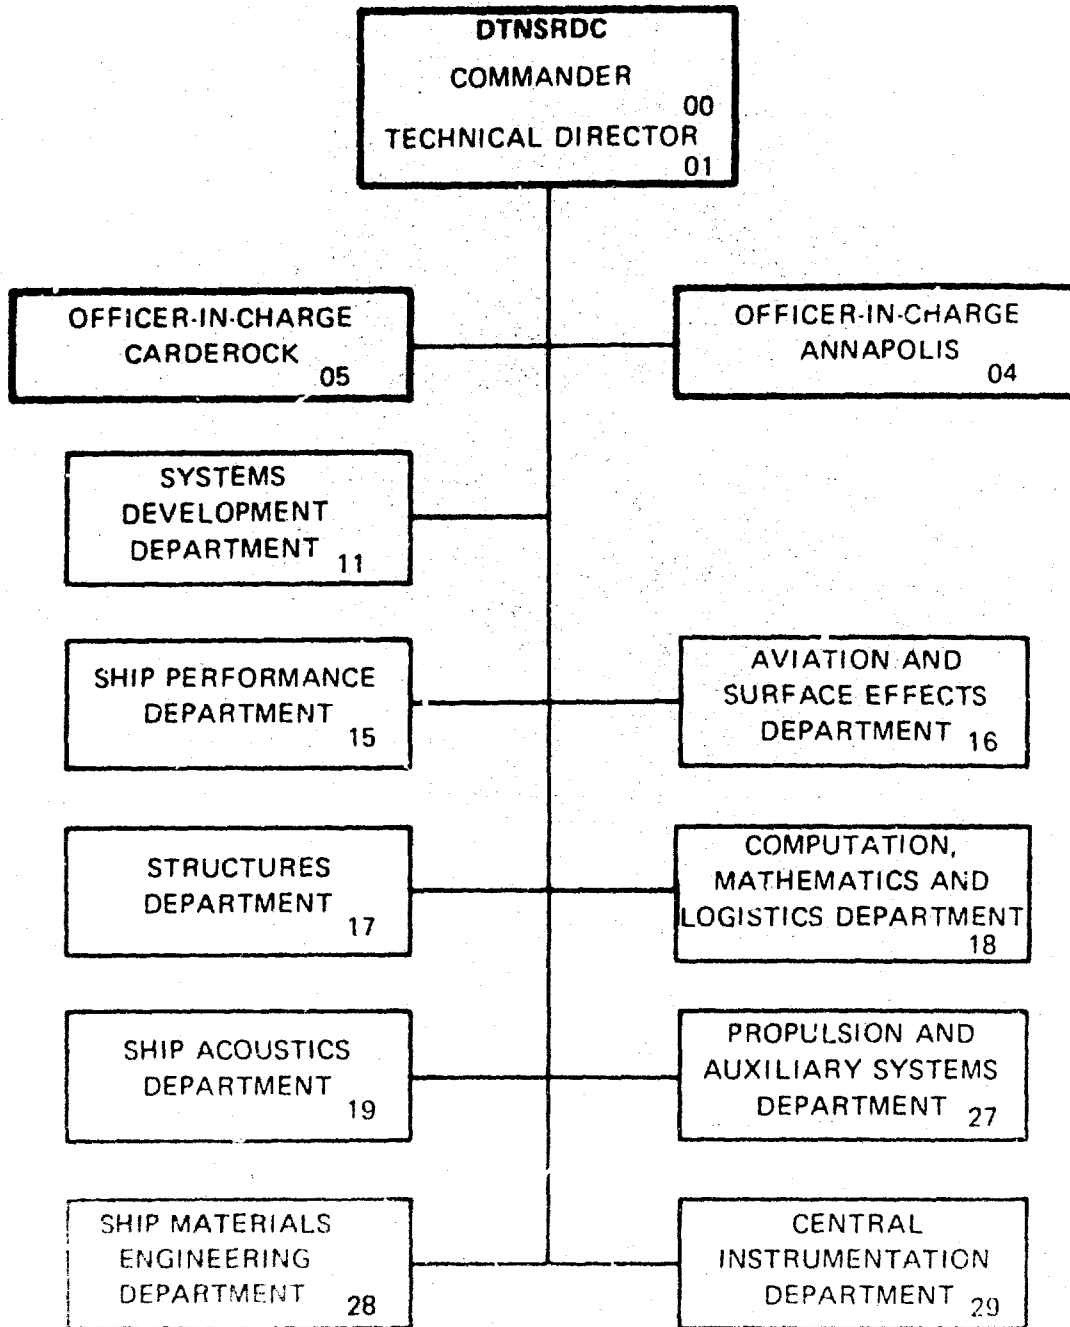 DTNSRDC
COMMANDER
00
TECHNICAL DIRECTOR
01
OFFICER-IN-CHARGE
CARDEROCK
05
OFFICER-IN-CHARGE
ANNAPOLIS
04
SYSTEMS
DEVELOPMENT
DEPARTMENT
11
SHIP PERFORMANCE
DEPARTMENT
15
AVIATION AND
SURFACE EFFECTS
DEPARTMENT
16
STRUCTURES
DEPARTMENT
17
COMPUTATION,
MATHEMATICS AND
LOGISTICS DEPARTMENT
18
SHIP ACOUSTICS
DEPARTMENT
19
PROPULSION AND
AUXILIARY SYSTEMS
DEPARTMENT
27
SHIP MATERIALS
ENGINEERING
DEPARTMENT
28
CENTRAL
INSTRUMENTATION
DEPARTMENT
29